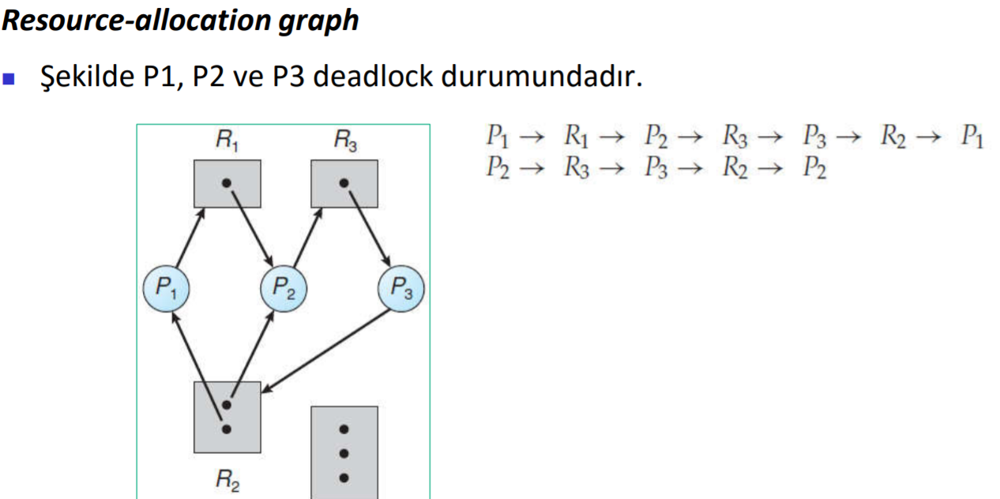 Resource-allocation graph
Şekilde P1, P2 ve P3 deadlock durumundadır.
R₁ R₃
P₁ → R₁ → P₂ → R₃ → P₃ → R₂ → P₁
P₂ → R₃ → P₃ → R₂ → P₂
P₁ P₂ P₃
R₂